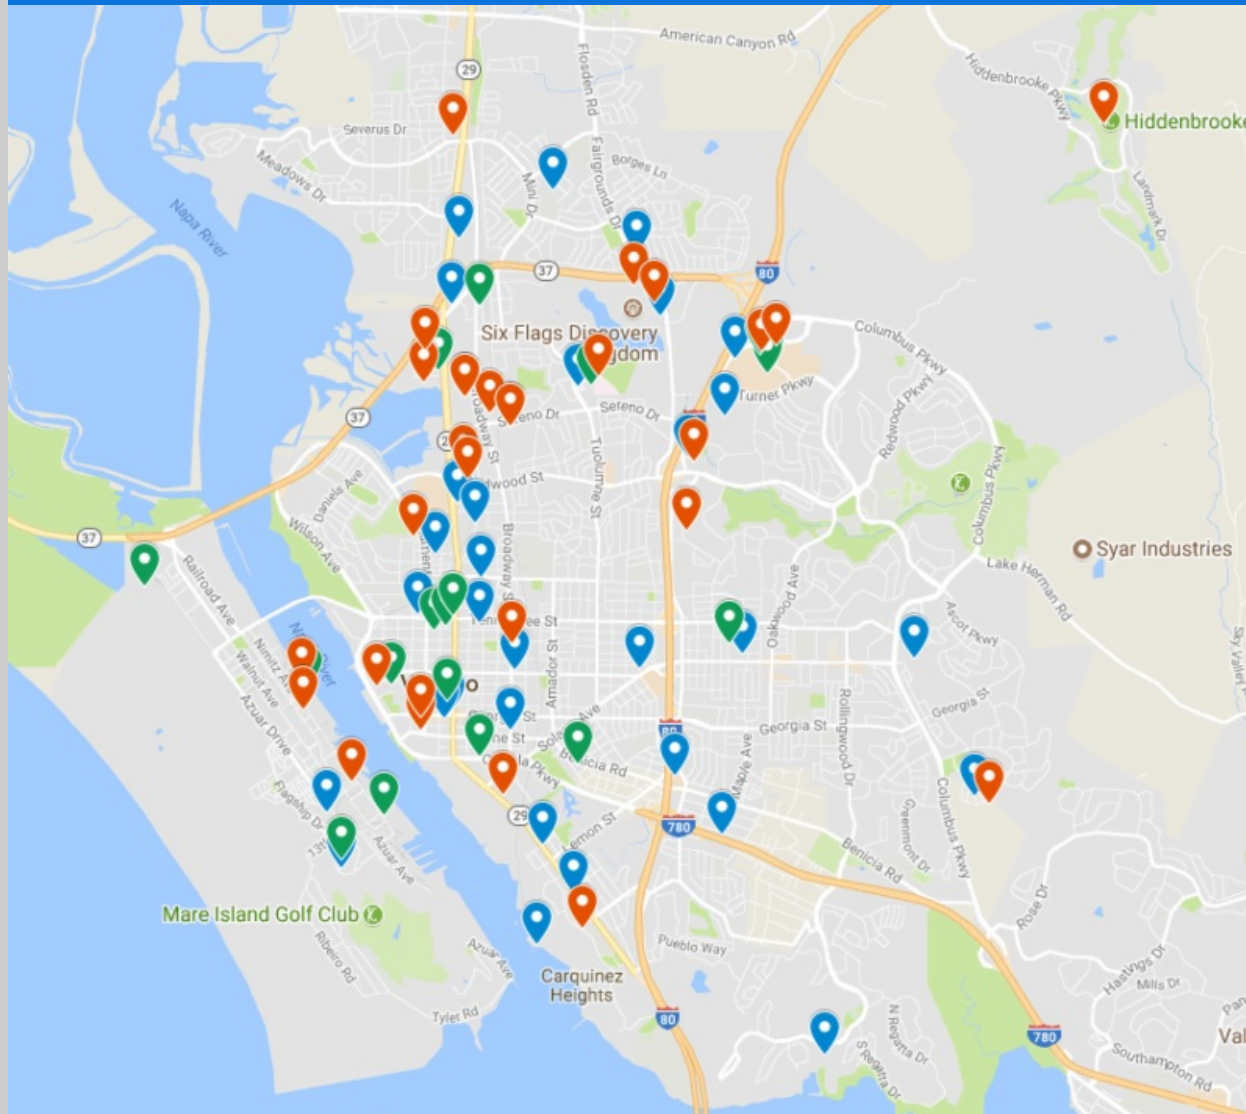 American Canyon Rd
Flosden Rd
29
Hiddenbrooke Pkwy
Hiddenbrooke
Severus Dr
Meadows Dr
Borges Ln
Mini Dr
Fairgrounds Dr
Landmark Dr
Napa River
37
80
Six Flags Discovery
gdom
Columbus Pkwy
Turner Pkwy
Redwood Pkwy
Sereno Dr
37
Tuolumne St
Columbus Pkwy
Daniels Ave
Wilson Ave
Broadway St
37
Syar Industries
Lake Herman Rd
Railroad Ave
Oakwood Ave
Ascot Pkwy
Sky Valley
Nimitz
Walnut Ave
Azuar Drive
Amador St
Georgia St
Rollingwood Dr
80
Georgia St
Maple Ave
Benicia Rd
Flagship Dr
29
Lemon St
780
Columbus Pkwy
Greenmont Dr
Benicia Rd
13th
Azuar Ave
Mare Island Golf Club
Rose Dr
Ribeiro Rd
Azuar Ave
Pueblo Way
Carquinez
Heights
Hastings Dr
Mills Dr
Tyler Rd
80
N Regatta Dr
S Regatta Dr
780
Southampton Rd